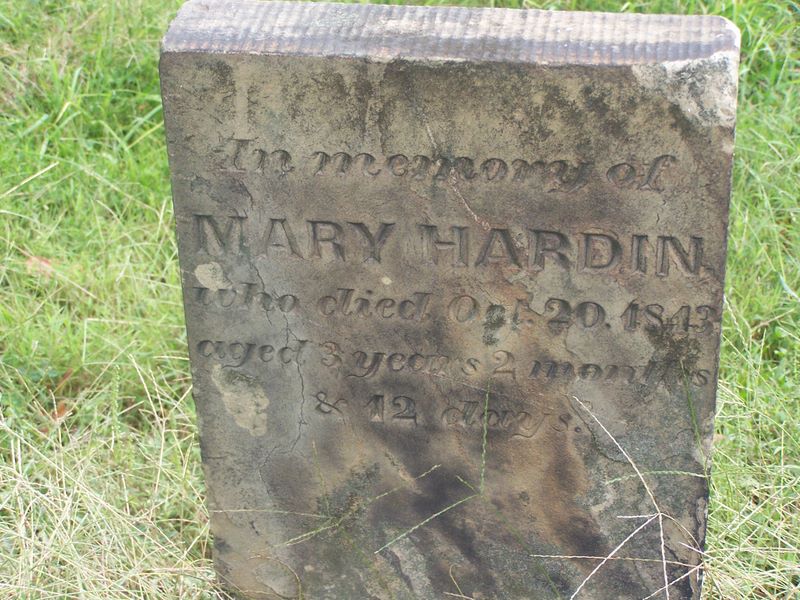 In memory of
MARY HARDIN
who died Oct. 20. 1843
aged 3 years 2 months
& 12 days.